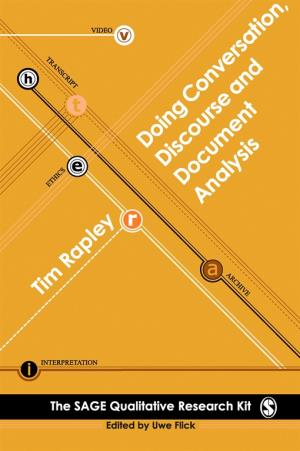 VIDEO
v
h
TRANSCRIPT
t
ETHICS
e
r
a
ARCHIVE
i
INTERPRETATION
Doing Conversation,
Discourse and
Document
Analysis
Tim Rapley
The SAGE Qualitative Research Kit
Edited by Uwe Flick
S